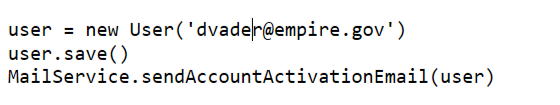 user = new User('dvader@empire.gov')
user.save()
MailService.sendAccountActivationEmail(user)